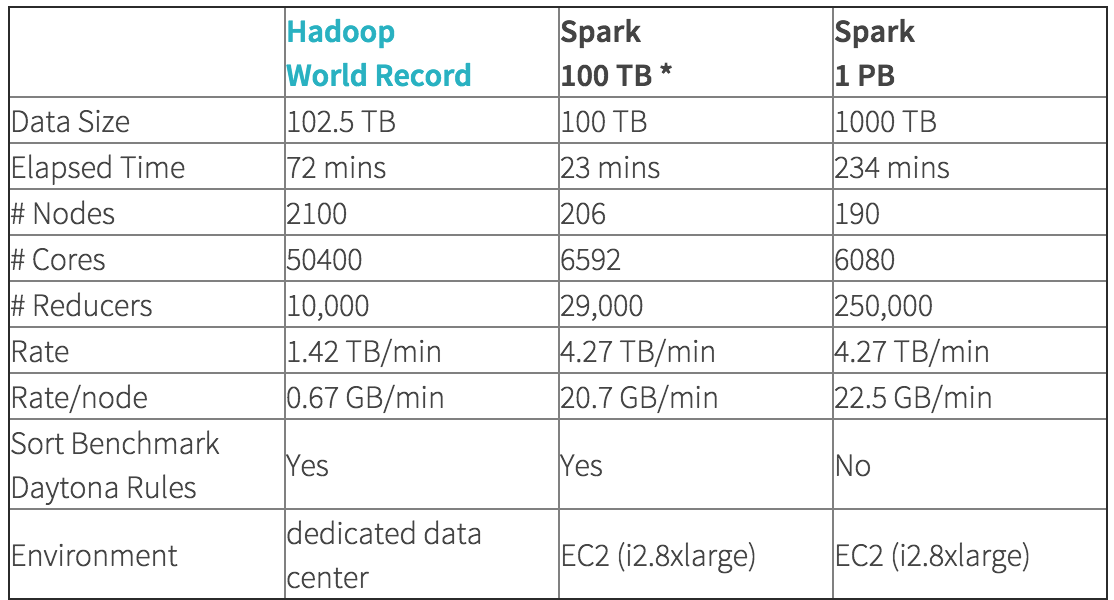 Hadoop Spark Spark
World Record 100 TB * 1 PB
Data Size 102.5 TB 100 TB 1000 TB
Elapsed Time 72 mins 23 mins 234 mins
# Nodes 2100 206 190
# Cores 50400 6592 6080
# Reducers 10,000 29,000 250,000
Rate 1.42 TB/min 4.27 TB/min 4.27 TB/min
Rate/node 0.67 GB/min 20.7 GB/min 22.5 GB/min
Sort Benchmark
Daytona Rules
Yes Yes No
Environment
dedicated data
center
EC2 (i2.8xlarge) EC2 (i2.8xlarge)